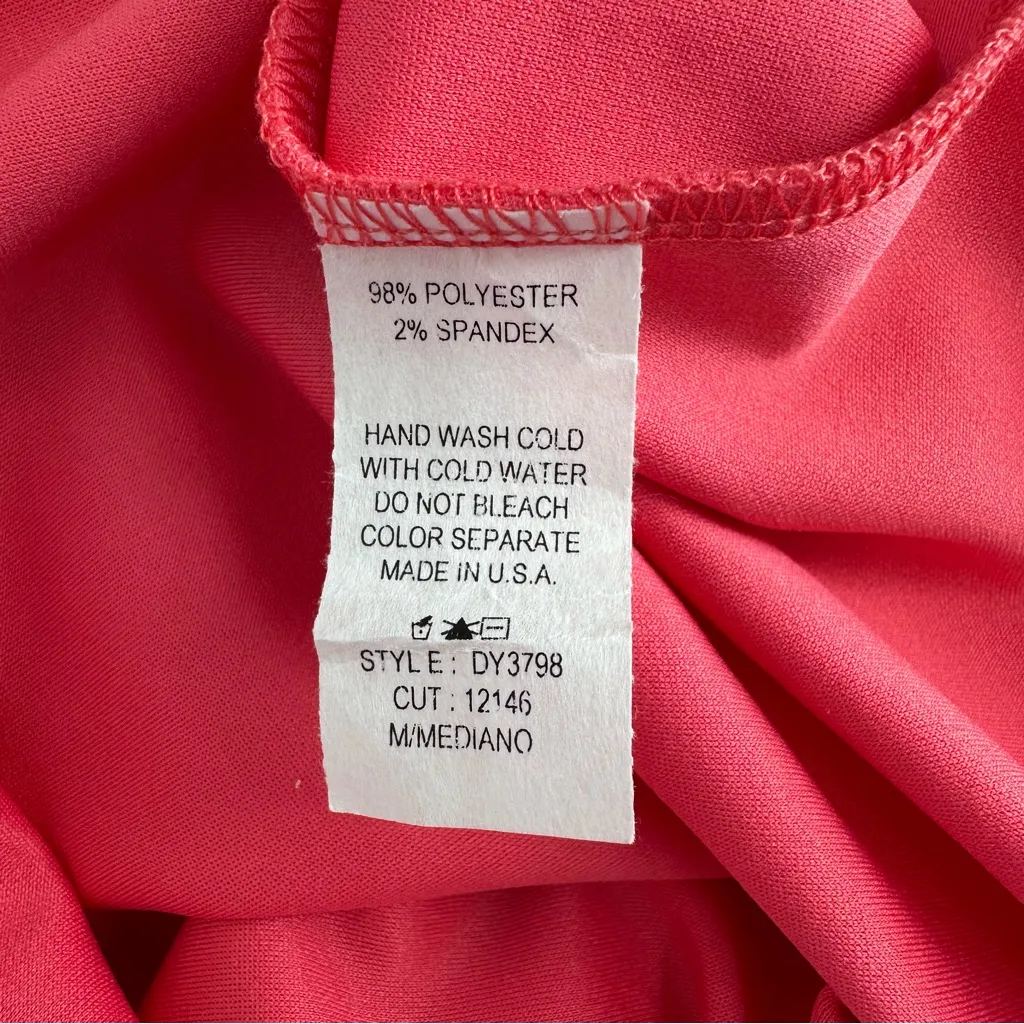 98% POLYESTER
2% SPANDEX
HAND WASH COLD
WITH COLD WATER
DO NOT BLEACH
COLOR SEPARATE
MADE IN U.S.A.
STYLE: DY3798
CUT: 12146
M/MEDIANO